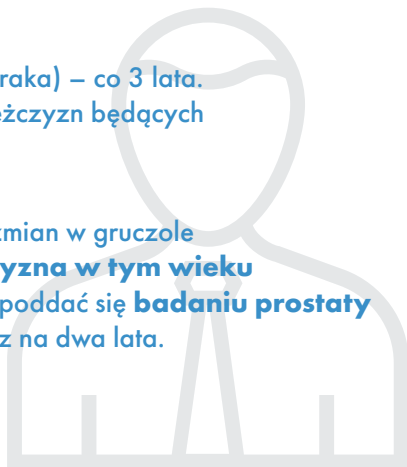 raka) – co 3 lata.
ężczyzn będących
zmian w gruczole
yzna w tym wieku
poddać się badaniu prostaty
z na dwa lata.